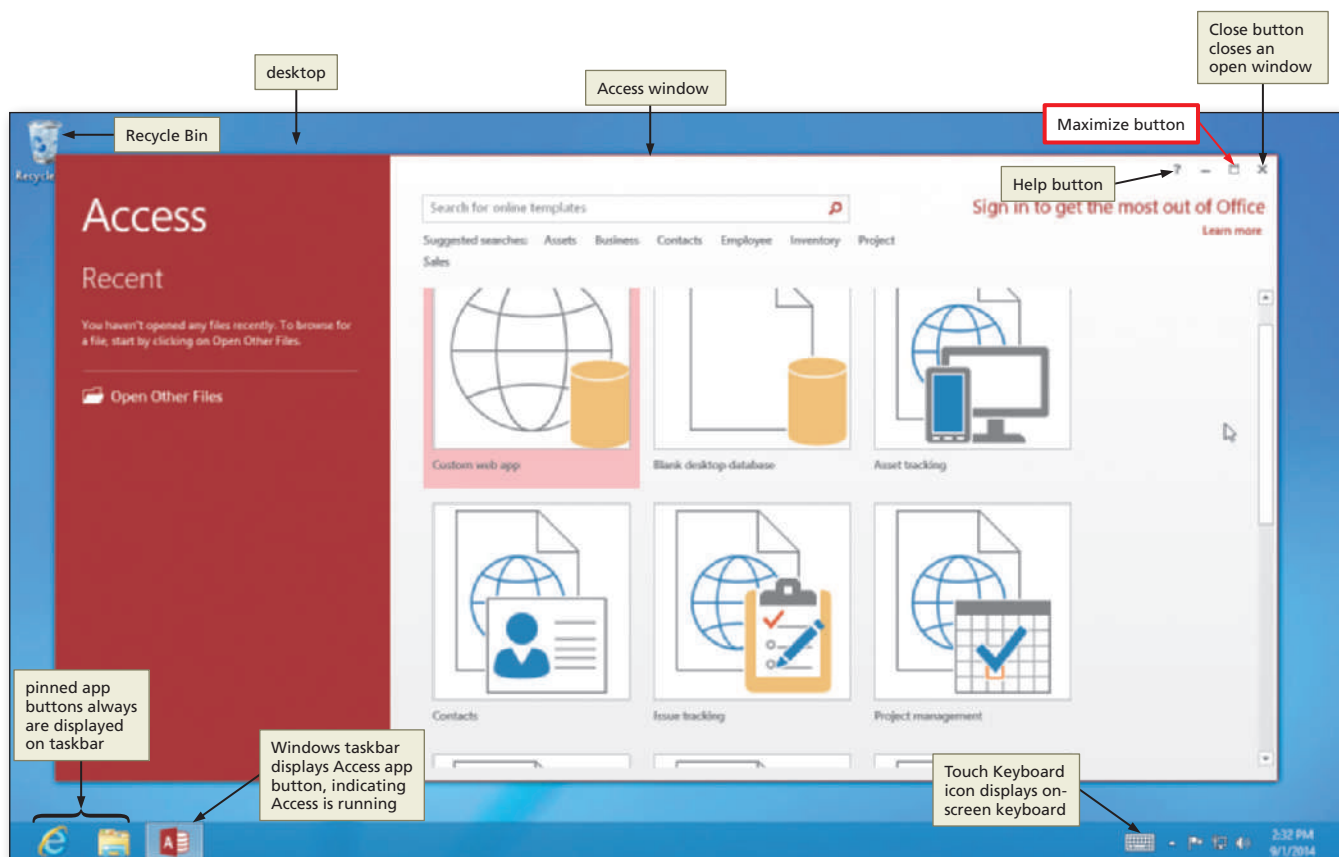 Close button
closes an
open window
desktop
Access window
Maximize button
Recycle Bin
Recycle
Help button
Access
Search for online templates
Sign in to get the most out of Office
Learn more
Suggested searches: Assets Business Contacts Employee Inventory Project
Sales
Recent
You haven't opened any files recently. To browse for
a file, start by clicking on Open Other Files.
Open Other Files
Custom web app
Blank desktop database
Asset tracking
Contacts
Issue tracking
Project management
pinned app
buttons always
are displayed
on taskbar
Windows taskbar
displays Access app
button, indicating
Access is running
Touch Keyboard
icon displays on-
screen keyboard
2:32 PM
9/1/2014